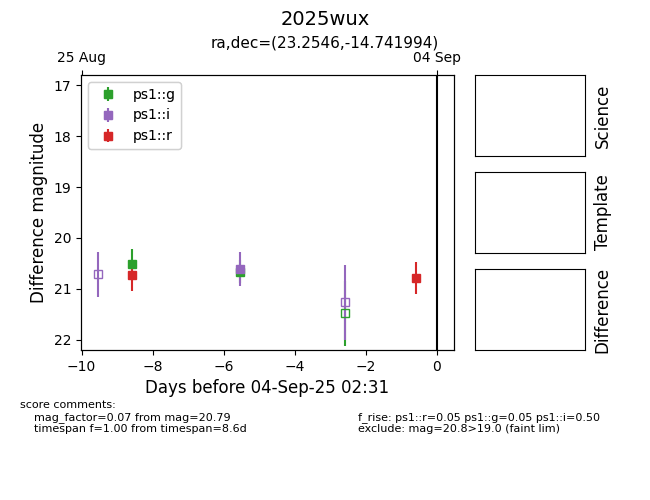 2025wux
ra,dec=(23.2546,-14.741994)
25 Aug
04 Sep
ps1::g
ps1::i
ps1::r
17
18
19
20
21
22
Difference magnitude
−10
−8
−6
−4
−2
0
Days before 04-Sep-25 02:31
Science
Template
Difference
score comments:
mag_factor=0.07 from mag=20.79
timespan f=1.00 from timespan=8.6d
f_rise: ps1::r=0.05 ps1::g=0.05 ps1::i=0.50
exclude: mag=20.8>19.0 (faint lim)